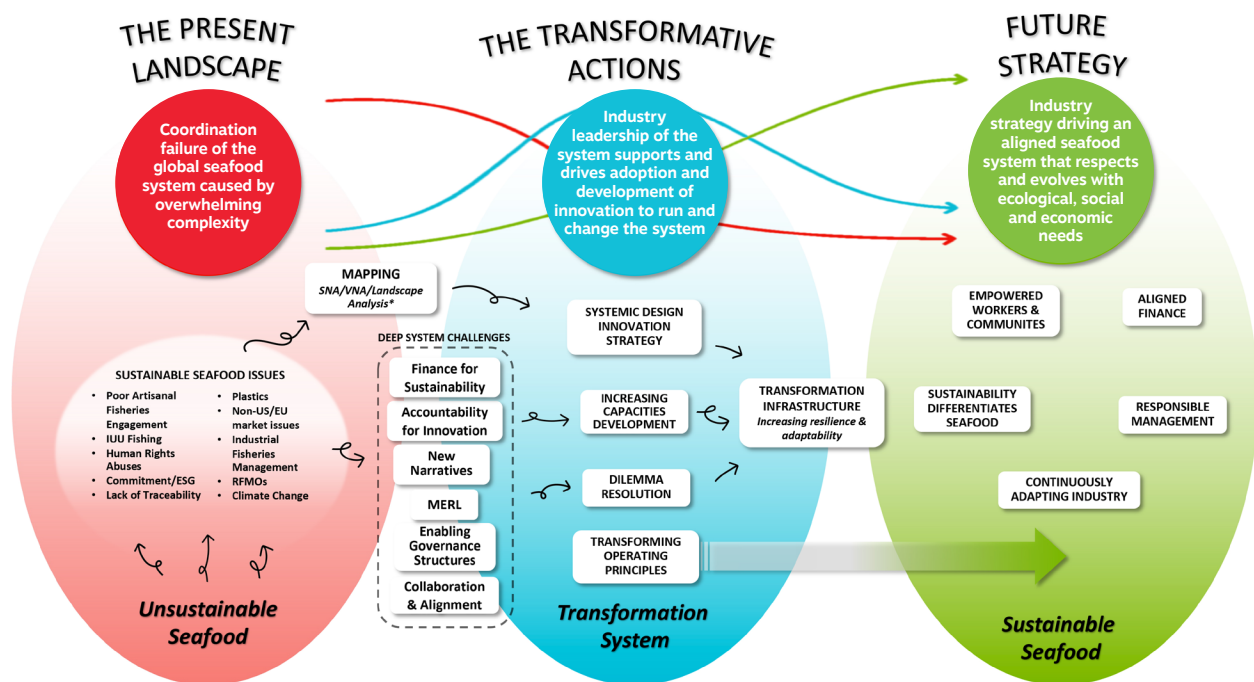 THE PRESENT
LANDSCAPE
Coordination
failure of the
global seafood
system caused by
overwhelming
complexity
MAPPING
SNA/VNA/Landscape
Analysis*
SUSTAINABLE SEAFOOD ISSUES
• Poor Artisanal
Fisheries
Engagement
• IUU Fishing
• Human Rights
Abuses
• Commitment/ESG
• Lack of Traceability
• Plastics
• Non-US/EU
market issues
• Industrial
Fisheries
Management
• RFMOs
• Climate Change
Unsustainable
Seafood
DEEP SYSTEM CHALLENGES
Finance for
Sustainability
Accountability
for Innovation
New
Narratives
MERL
Enabling
Governance
Structures
Collaboration
& Alignment
THE TRANSFORMATIVE
ACTIONS
Industry
leadership of the
system supports and
drives adoption and
development of
innovation to run and
change the system
SYSTEMIC DESIGN
INNOVATION
STRATEGY
INCREASING
CAPACITIES
DEVELOPMENT
DILEMMA
RESOLUTION
TRANSFORMING
OPERATING
PRINCIPLES
TRANSFORMATION
INFRASTRUCTURE
Increasing resilience &
adaptability
Transformation
System
FUTURE
STRATEGY
Industry
strategy driving an
aligned seafood
system that respects
and evolves with
ecological, social
and economic
needs
EMPOWERED
WORKERS &
COMMUNITES
ALIGNED
FINANCE
SUSTAINABILITY
DIFFERENTIATES
SEAFOOD
RESPONSIBLE
MANAGEMENT
CONTINUOUSLY
ADAPTING INDUSTRY
Sustainable
Seafood